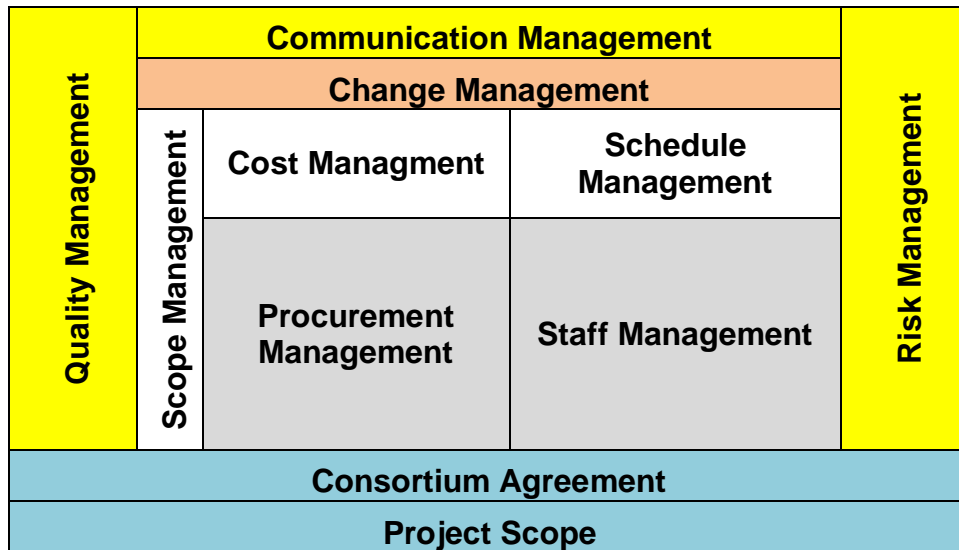 Quality Management
Communication Management
Change Management
Scope Management
Cost Managment
Schedule
Management
Procurement
Management
Staff Management
Risk Management
Consortium Agreement
Project Scope